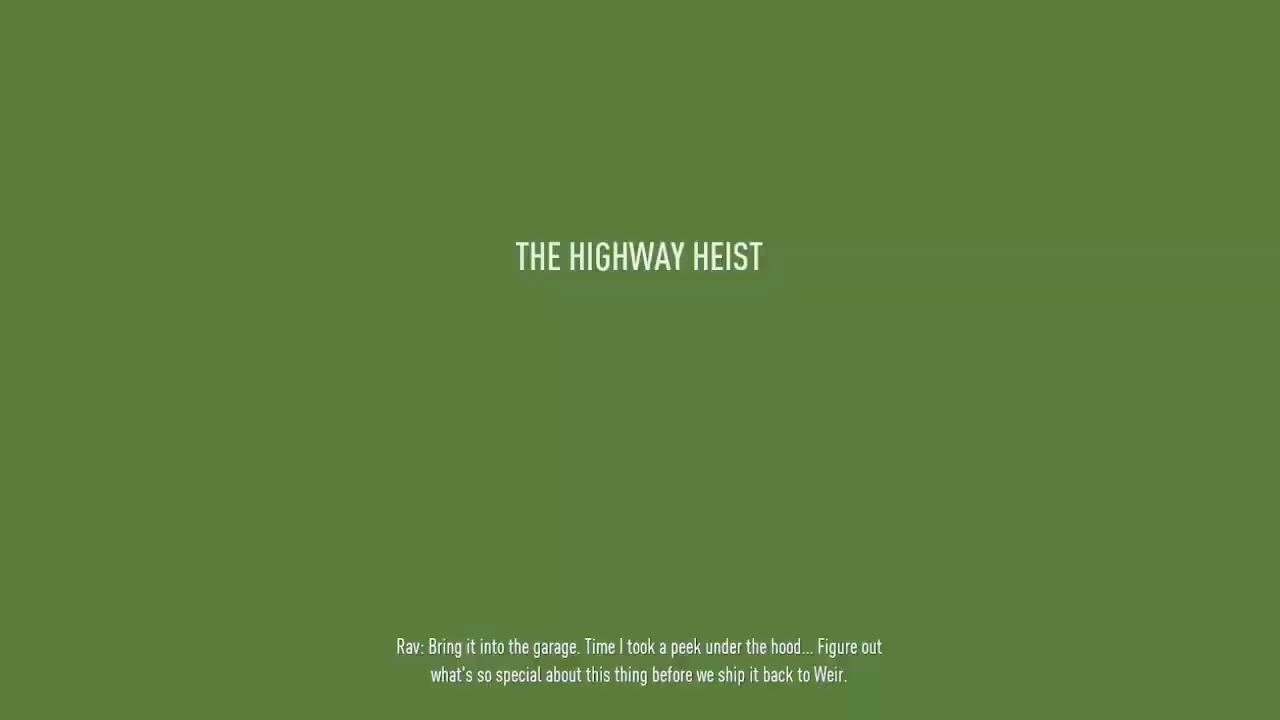 THE HIGHWAY HEIST
Rav: Bring it into the garage. Time I took a peek under the hood... Figure out
what's so special about this thing before we ship it back to Weir.